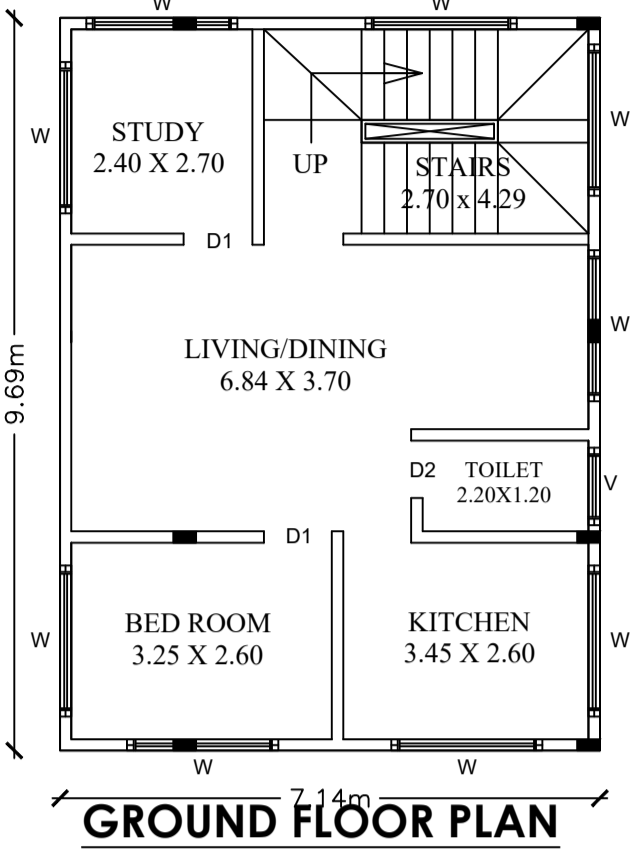 W
W
STUDY
2.40 X 2.70
W
W
UP
STAIRS
2.70 x 4.29
D1
LIVING/DINING
6.84 X 3.70
W
9.69m
D2
TOILET
2.20X1.20
V
D1
BED ROOM
3.25 X 2.60
KITCHEN
3.45 X 2.60
W
W
W
W
7.14m
GROUND FLOOR PLAN